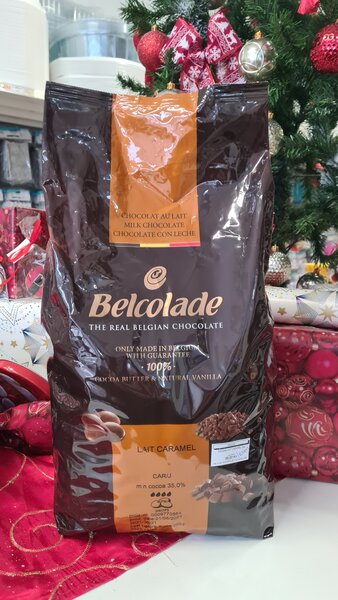 CHOCOLAT AU LAIT
MILK CHOCOLATE
CHOCOLATE CON LECHE
Belcolade
THE REAL BELGIAN CHOCOLATE
ONLY MADE IN BELGIUM
WITH GUARANTEE
100%
COCOA BUTTER & NATURAL VANILLA
LAIT CARAMEL
CARU
min cocoa 35,0%